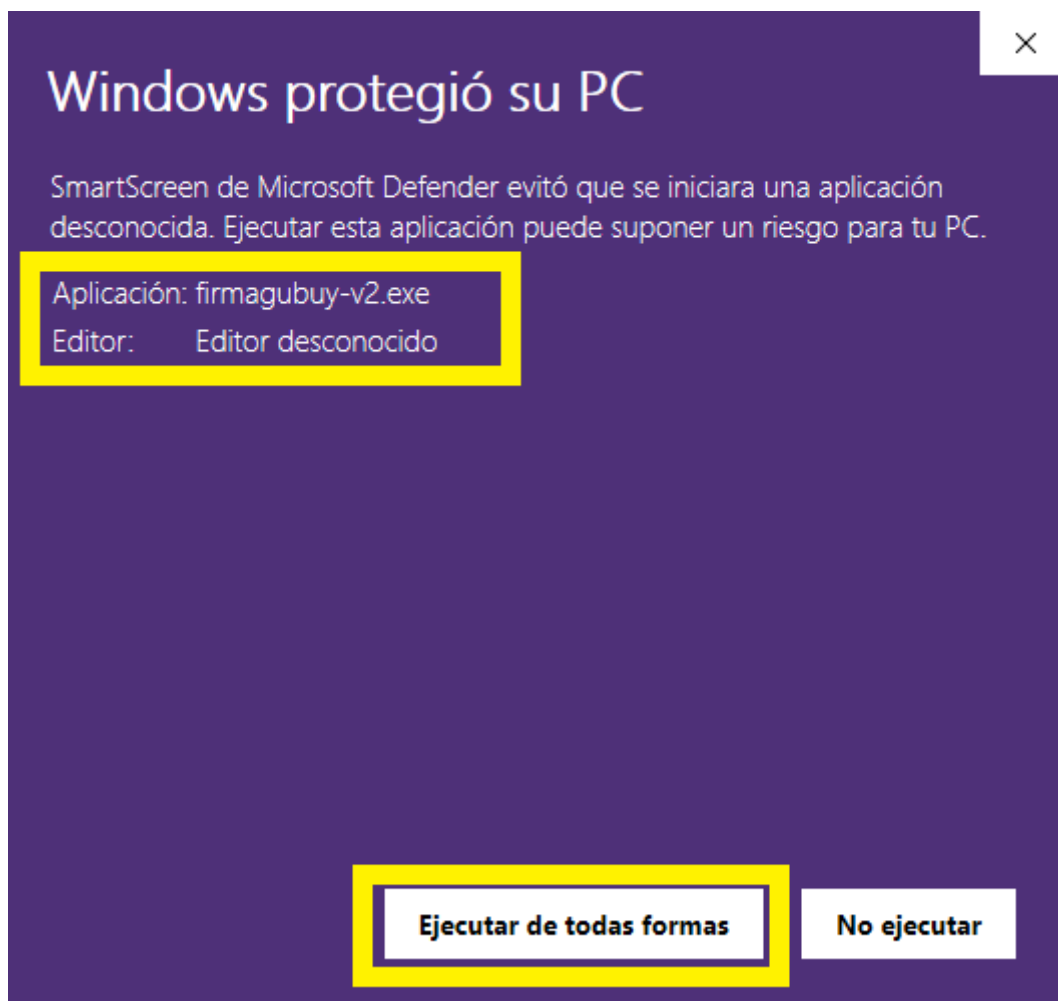 Windows protegió su PC
SmartScreen de Microsoft Defender evitó que se iniciara una aplicación
desconocida. Ejecutar esta aplicación puede suponer un riesgo para tu PC.
Aplicación: firmagubuy-v2.exe
Editor: Editor desconocido
Ejecutar de todas formas
No ejecutar